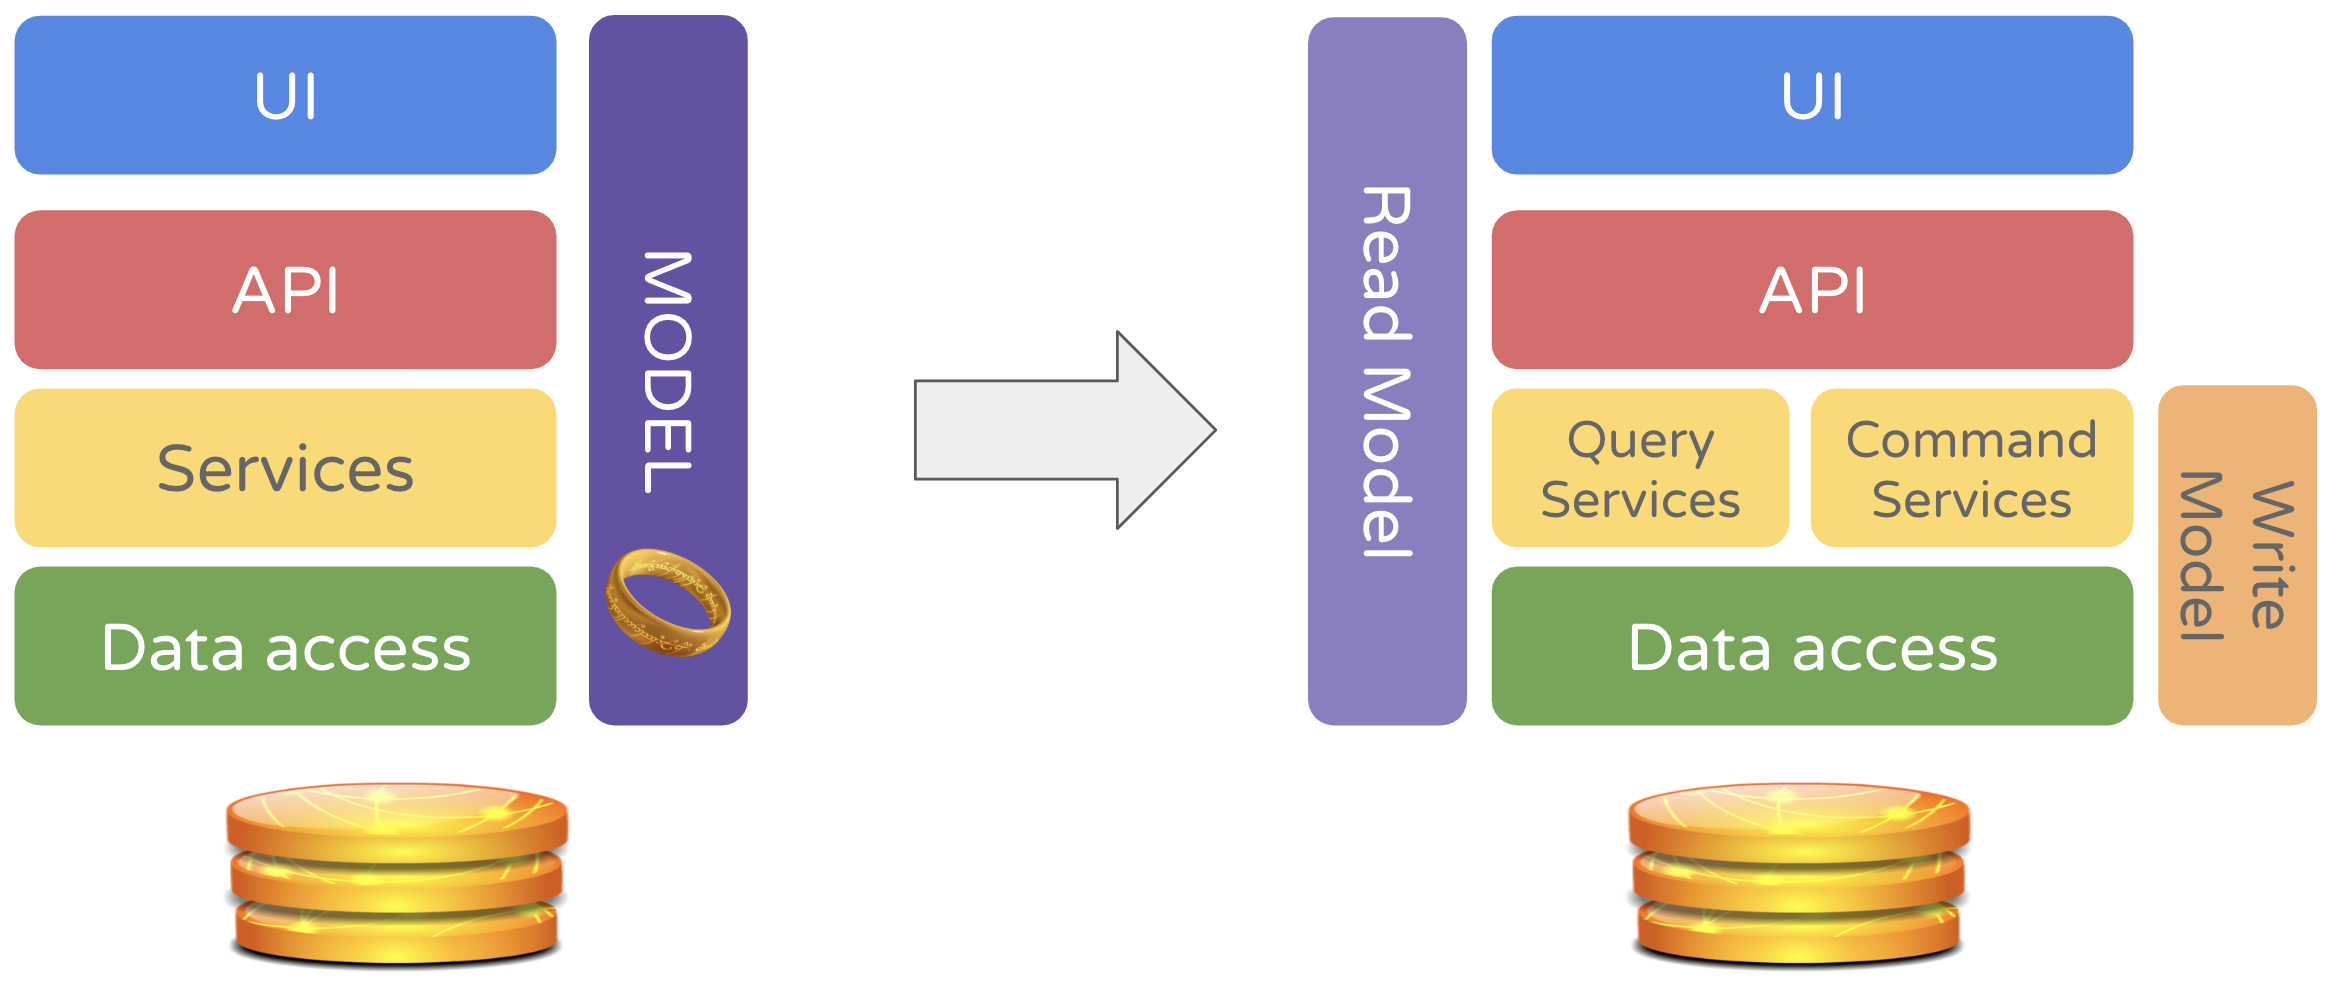 UI
API
Services
Data access
MODEL
Read Model
UI
API
Query
Services
Command
Services
Data access
Write
Model